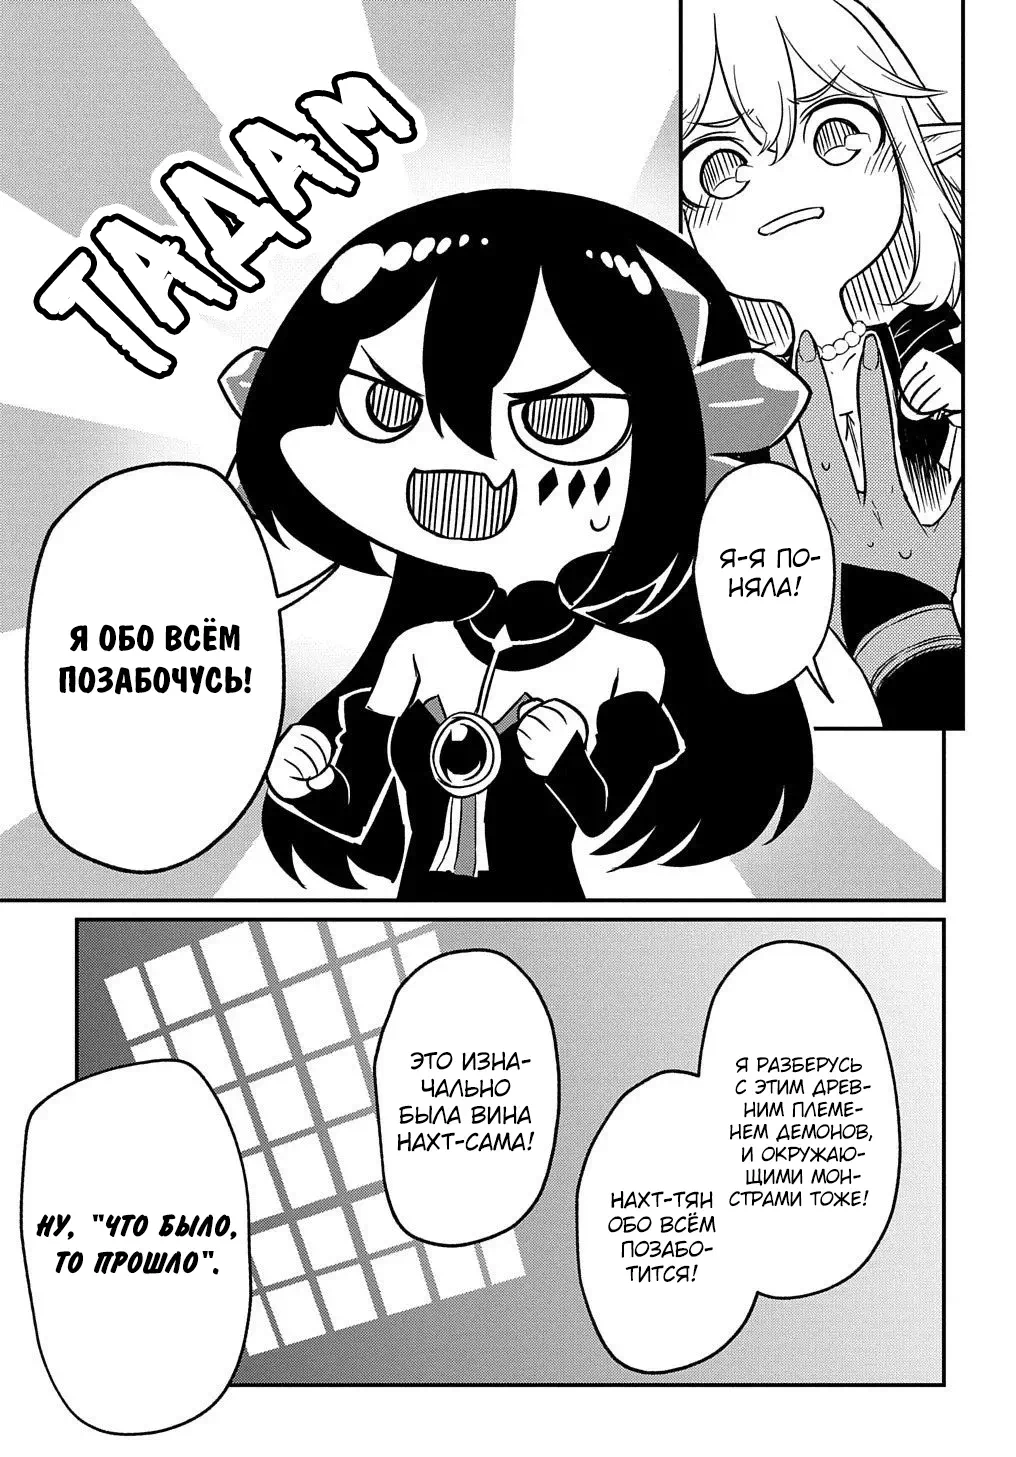 Я-Я ПО-
НЯЛА!
ТАДАМ
Я ОБО ВСЁМ
ПОЗАБОЧУСЬ!
Я РАЗБЕРУСЬ
С ЭТИМ ДРЕВ-
НИМ ПЛЕМЕ-
НЕМ ДЕМОНОВ,
И ОКРУЖАЮ-
ЩИМИ МОН-
СТРАМИ ТОЖЕ!
НАХТ-ТЯН
ОБО ВСЁМ
ПОЗАБО-
ТИТСЯ!
ЭТО ИЗНА-
ЧАЛЬНО
БЫЛА ВИНА
НАХТ-САМА!
НУ, "ЧТО БЫЛО,
ТО ПРОШЛО".